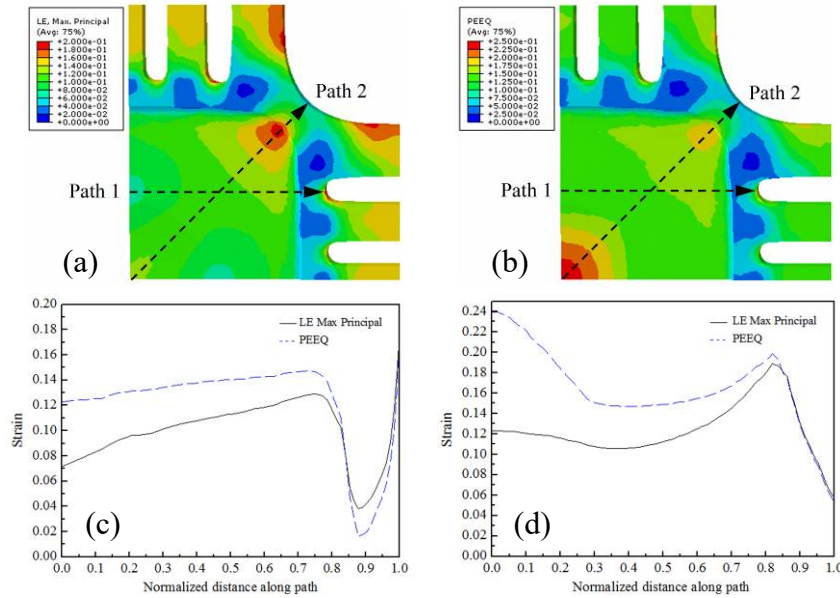 LE, Max. Principal
(Avg: 75%)
+2.000e-01
+1.800e-01
+1.600e-01
+1.400e-01
+1.200e-01
+1.000e-01
+8.000e-02
+6.000e-02
+4.000e-02
+2.000e-02
+0.000e+00
Path 2
Path 1
(a)
PEEQ
(Avg: 75%)
+2.500e-01
+2.250e-01
+2.000e-01
+1.750e-01
+1.500e-01
+1.250e-01
+1.000e-01
+7.500e-02
+5.000e-02
+2.500e-02
+0.000e+00
Path 2
Path 1
(b)
0.20
0.18
0.16
0.14
0.12
0.10
0.08
0.06
0.04
0.02
0.00
Strain
LE Max Principal
PEEQ
(c)
0.0 0.1 0.2 0.3 0.4 0.5 0.6 0.7 0.8 0.9 1.0
Normalized distance along path
0.24
0.20
0.16
0.12
0.08
0.04
0.00
Strain
LE Max Principal
PEEQ
(d)
0.0 0.1 0.2 0.3 0.4 0.5 0.6 0.7 0.8 0.9 1.0
Normalized distance along path